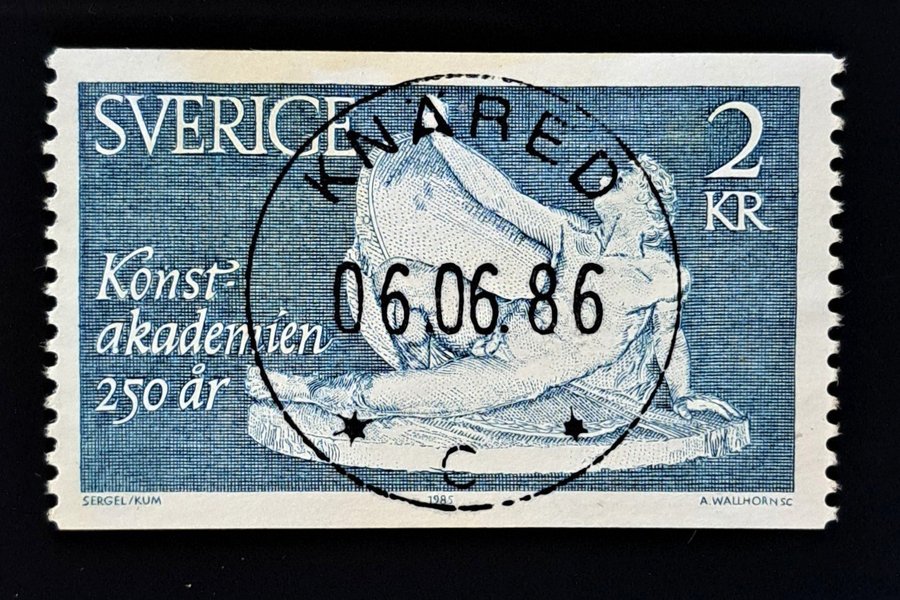 SVERIGE
2
KR
Konst-
akademien
250 år
KNÄRED
06.06.86
C
SERGEL/KUM
1985
A. WALLHORN SC